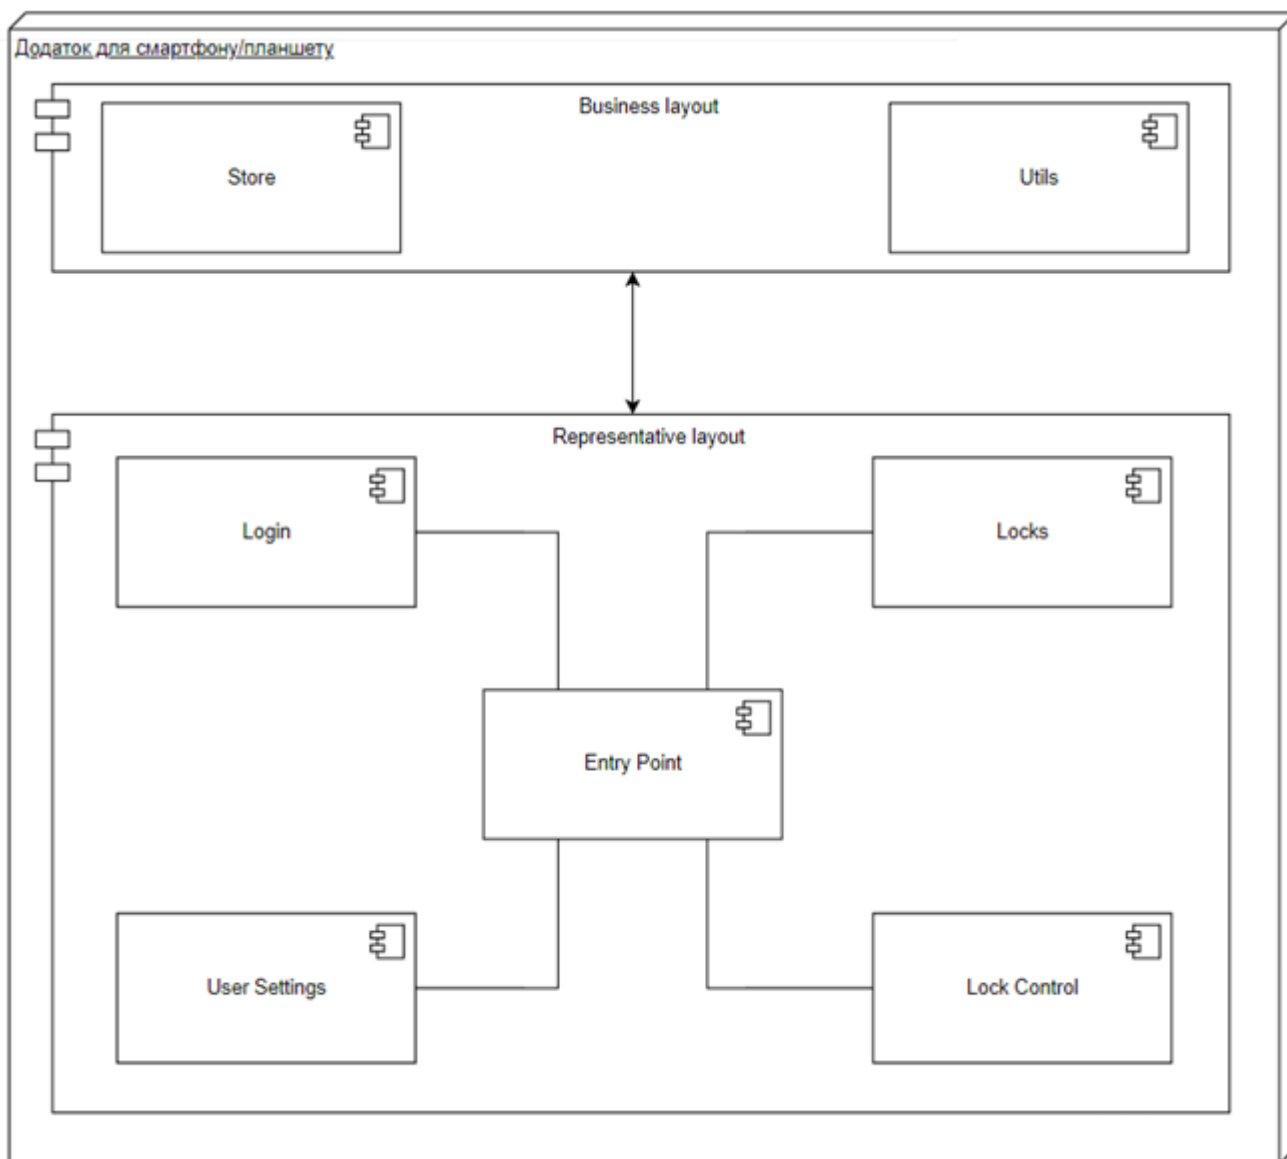 Додаток для смартфону/планшету
Business layout
Store
Utils
Representative layout
Login
Locks
Entry Point
User Settings
Lock Control